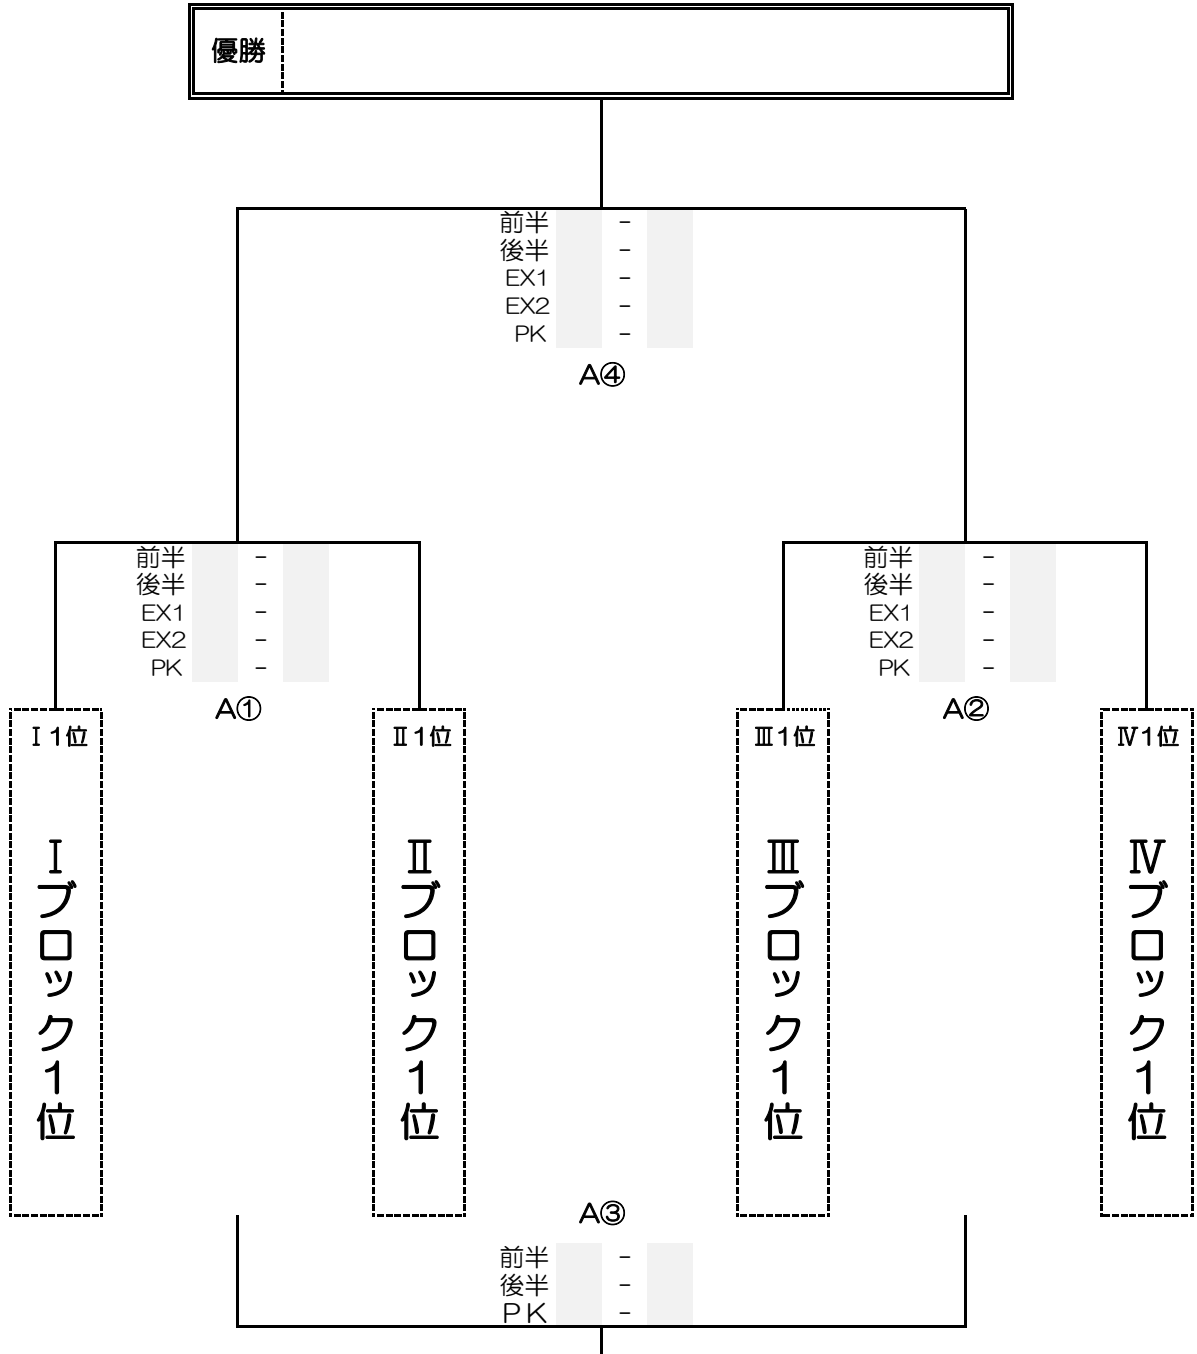 優勝
前半 -
後半 -
EX1 -
EX2 -
PK -
A④
前半 - 前半 -
後半 - 後半 -
EX1 - EX1 -
EX2 - EX2 -
PK - PK -
A① A②
Ⅰ1位 Ⅱ1位 Ⅲ1位 Ⅳ1位
Ⅰブロック1位
Ⅱブロック1位
Ⅲブロック1位
Ⅳブロック1位
A③
前半 -
後半 -
ＰＫ -